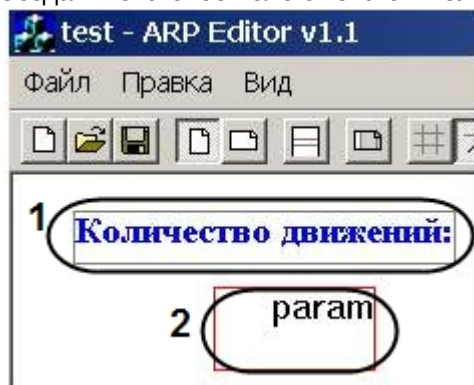 test - ARP Editor v1.1
Файл Правка Вид
1
Количество движений:
2
param